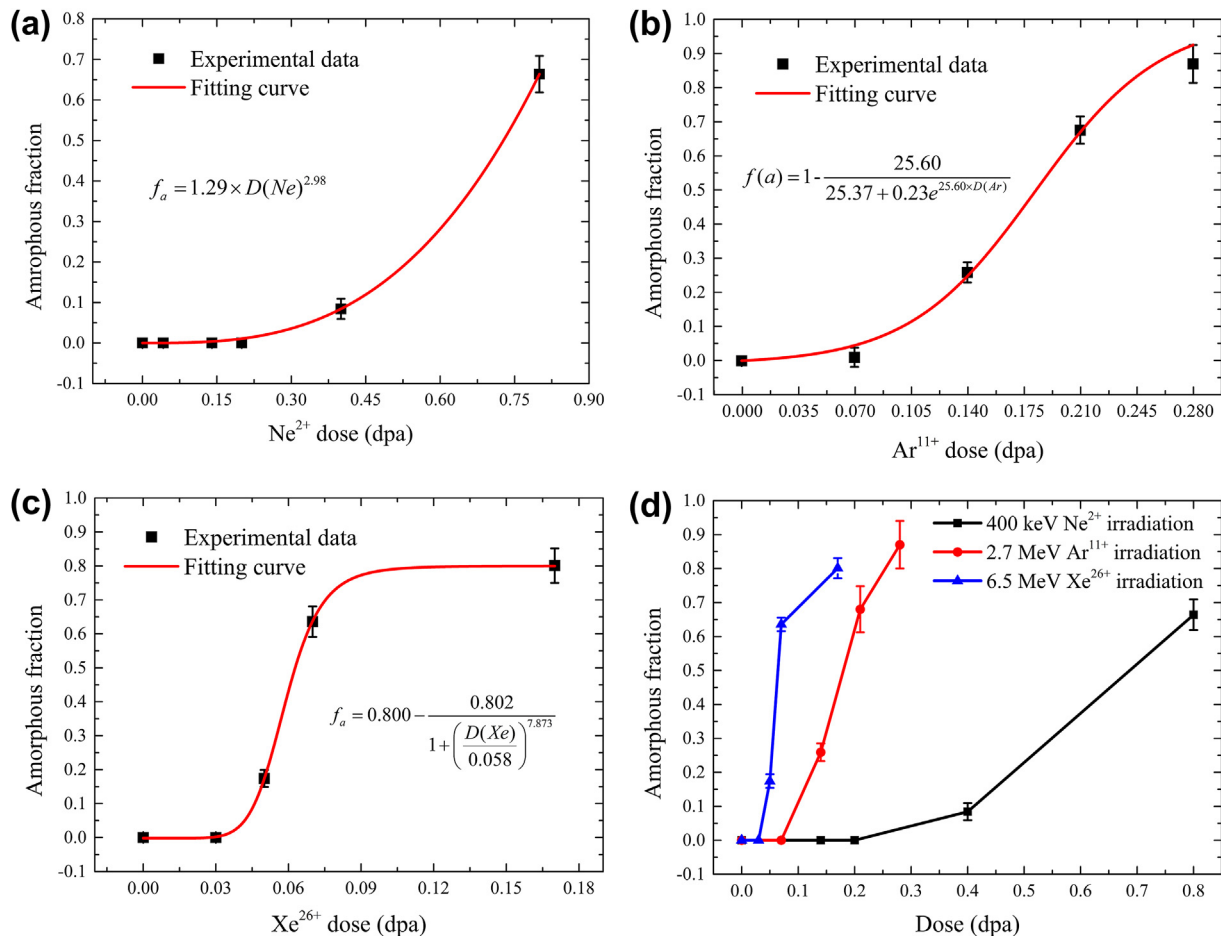 (a)
0.8
0.7
0.6
0.5
0.4
0.3
0.2
0.1
0.0
-0.1
Amrophous fraction
Experimental data
Fitting curve
f_a = 1.29 × D(Ne)^2.98
0.00 0.15 0.30 0.45 0.60 0.75 0.90
Ne²⁺ dose (dpa)
(b)
1.0
0.9
0.8
0.7
0.6
0.5
0.4
0.3
0.2
0.1
0.0
-0.1
Amorphous fraction
Experimental data
Fitting curve
25.60
f(a) = 1-
25.37 + 0.23e^25.60×D(Ar)
0.000 0.035 0.070 0.105 0.140 0.175 0.210 0.245 0.280
Ar¹¹⁺ dose (dpa)
(c)
1.0
0.9
0.8
0.7
0.6
0.5
0.4
0.3
0.2
0.1
0.0
-0.1
Amorphous fraction
Experimental data
Fitting curve
0.802
f_a = 0.800 −
1+(D(Xe)/0.058)^7.873
0.00 0.03 0.06 0.09 0.12 0.15 0.18
Xe²⁶⁺ dose (dpa)
(d)
1.0
0.9
0.8
0.7
0.6
0.5
0.4
0.3
0.2
0.1
0.0
-0.1
Amorphous fraction
400 keV Ne²⁺ irradiation
2.7 MeV Ar¹¹⁺ irradiation
6.5 MeV Xe²⁶⁺ irradiation
0.0 0.1 0.2 0.3 0.4 0.5 0.6 0.7 0.8
Dose (dpa)